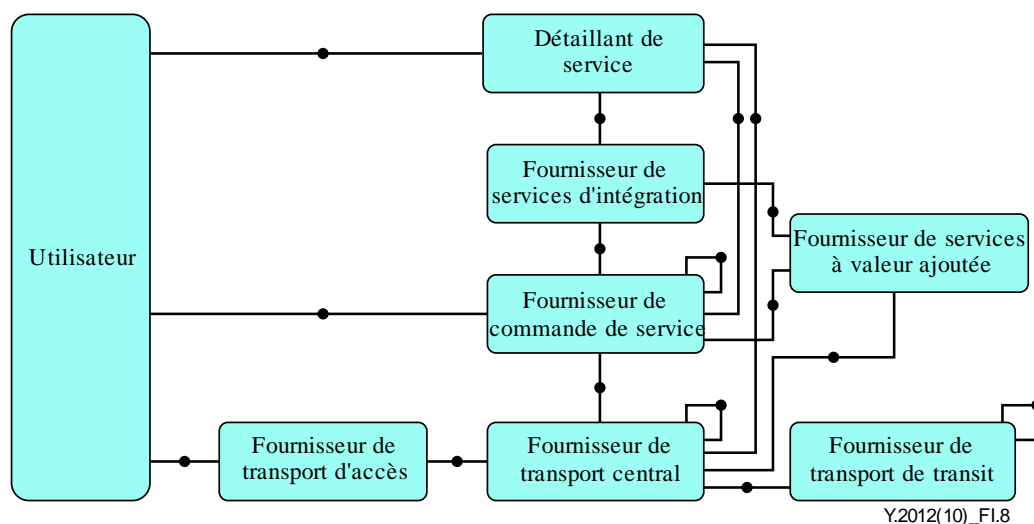 Détaillant de
service
Fournisseur de
services d'intégration
Utilisateur
Fournisseur de services
à valeur ajoutée
Fournisseur de
commande de service
Fournisseur de
transport d'accès
Fournisseur de
transport central
Fournisseur de
transport de transit
Y.2012(10)_FI.8